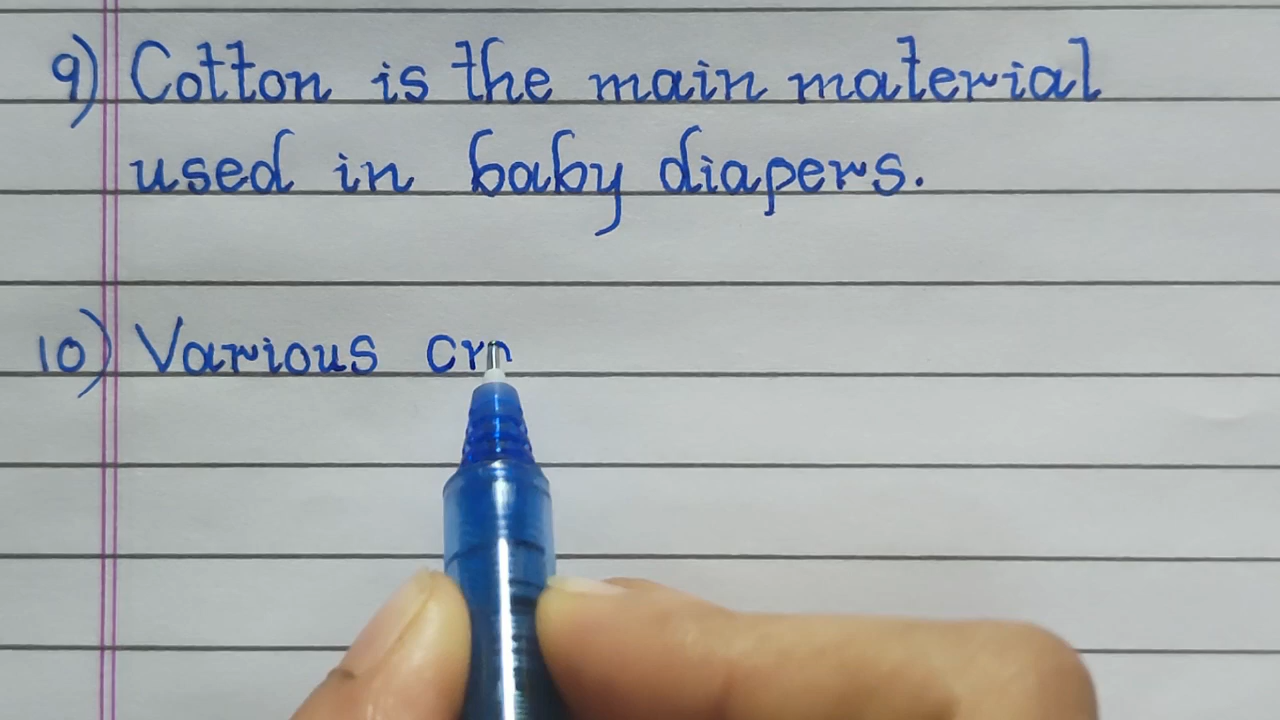 9) Cotton is the main material
used in baby diapers.
10) Various